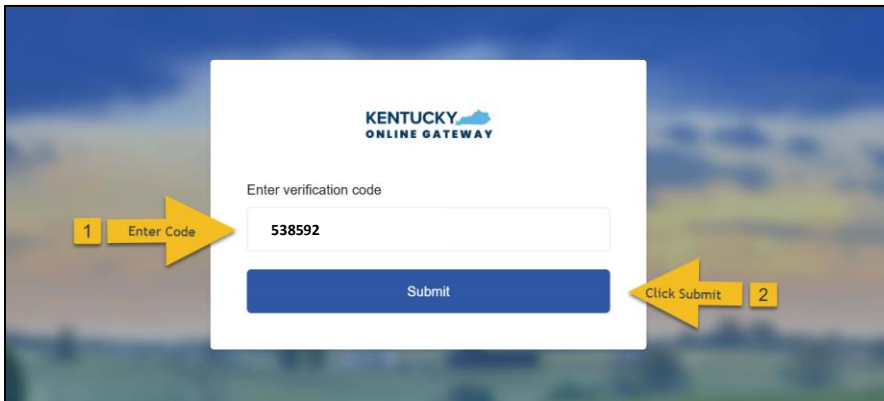 KENTUCKY
ONLINE GATEWAY
Enter verification code
1 Enter Code
538592
Submit
Click Submit 2